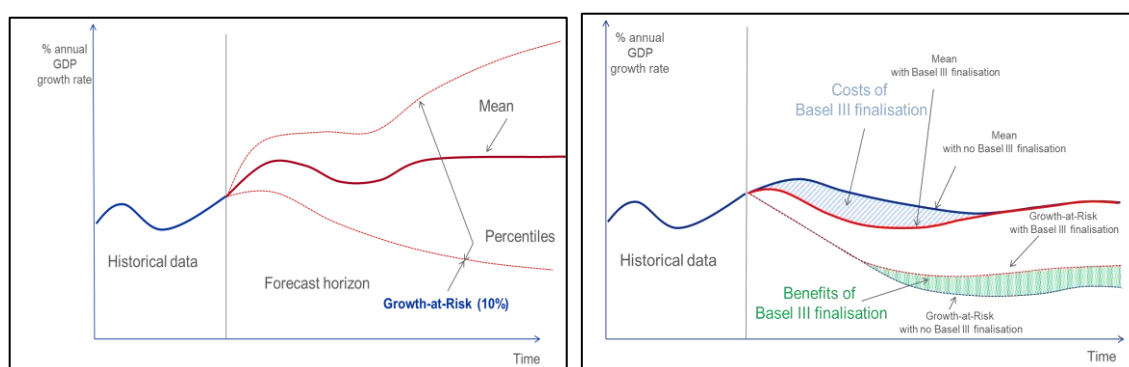 % annual
GDP
growth rate
Mean
Percentiles
Historical data
Forecast horizon
Growth-at-Risk (10%)
Time
% annual
GDP
growth rate
Mean
with Basel III finalisation
Costs of
Basel III finalisation
Mean
with no Basel III finalisation
Growth-at-Risk
with Basel III finalisation
Historical data
Benefits of
Basel III finalisation
Growth-at-Risk
with no Basel III finalisation
Time